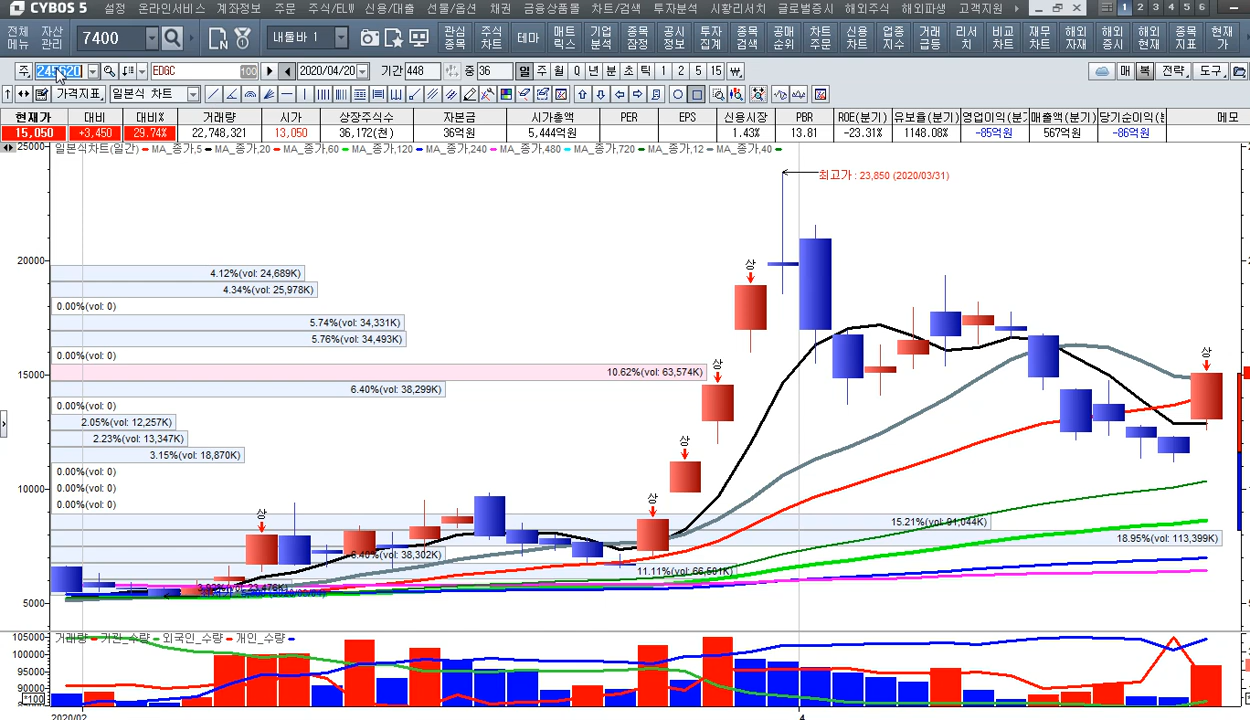 CYBOS 5 설정 온라인서비스 계좌정보 주문 주식/ELW 신용/대출 선물/옵션 채권 금융상품몰 차트/검색 투자분석 시황리서치 글로벌증시 해외주식 해외파생 고객지원 1 2 3 4 5 6
전체메뉴 자산관리 7400 내툴바 1 관심종목 주식차트 테마 매트릭스 기업분석 종목잠정 공시정보 투자집계 종목검색 공매순위 차트주문 신용차트 업종지수 거래급등 리서치 비교차트 재무차트 해외자재 해외증시 해외현재 종목지표 현재가
주 245620 EDGC 100 2020/04/20 기간 448 중 36 일 주 월 Q 년 분 초 틱 1 2 3 5 15 매 복 전략 도구
가격지표 일본식 차트
현재가 대비 대비% 거래량 시가 상장주식수 자본금 시가총액 PER EPS 신용시장 PBR ROE(분기) 유보율(분기) 영업이익(분기 매출액(분기) 당기순이익( 메모
15,050 +3,450 29.74% 22,748,321 13,050 36,172(천) 36억원 5,444억원 1.43% 13.81 -23.31% 1148.08% -85억원 567억원 -86억원
25000
일본식차트(일간) MA_종가,5 MA_종가,20 MA_종가,60 MA_종가,120 MA_종가,240 MA_종가,480 MA_종가,720 MA_종가,12 MA_종가,40
최고가 : 23,850 (2020/03/31)
20000
상
4.12%(vol: 24,689K)
4.34%(vol: 25,978K)
0.00%(vol: 0)
5.74%(vol: 34,331K)
5.76%(vol: 34,493K)
0.00%(vol: 0)
상
상
15000
10.62%(vol: 63,574K)
6.40%(vol: 38,299K)
0.00%(vol: 0)
2.05%(vol: 12,257K)
2.23%(vol: 13,347K)
상
3.15%(vol: 18,870K)
0.00%(vol: 0)
10000
0.00%(vol: 0)
상
0.00%(vol: 0)
상
15.21%(vol: 91,044K)
18.95%(vol: 113,399K)
6.40%(vol: 38,302K)
11.11%(vol: 66,501K)
5000
105000
거래량 기관_수량 외국인_수량 개인_수량
100000
95000
90000
2020/02
4